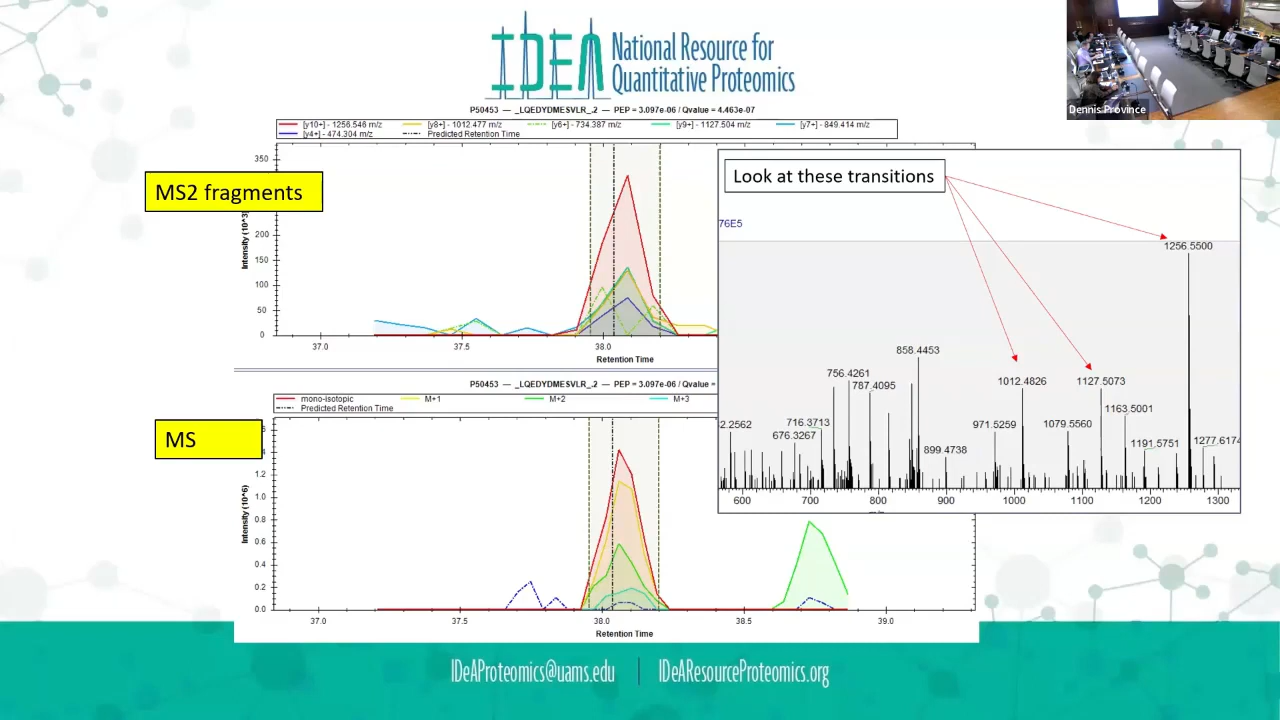 IDEA National Resource for
Quantitative Proteomics
Dennis Province
P50453 — _LQEDYDMESVLR_.2 — PEP = 3.097e-06 / Qvalue = 4.463e-07
[y10+] - 1256.546 m/z [y8+] - 1012.477 m/z [y6+] - 734.387 m/z [y9+] - 1127.504 m/z [y7+] - 849.414 m/z
[y4+] - 474.304 m/z Predicted Retention Time
MS2 fragments
Intensity (10^3)
350
200
150
100
50
0
37.0 37.5 38.0
Retention Time
Look at these transitions
76E5
1256.5500
858.4453
756.4261
787.4095
1012.4826
1127.5073
716.3713
676.3267
2.2562
899.4738
971.5259
1079.5560
1163.5001
1191.5751
1277.6174
600 700 800 900 1000 1100 1200 1300
P50453 — _LQEDYDMESVLR_.2 — PEP = 3.097e-06 / Qvalue =
mono-isotopic M+1 M+2 M+3
Predicted Retention Time
MS
Intensity (10^6)
1.2
1.0
0.8
0.6
0.4
0.2
0.0
37.0 37.5 38.0 38.5 39.0
Retention Time
IDeAProteomics@uams.edu | IDeAResourceProteomics.org